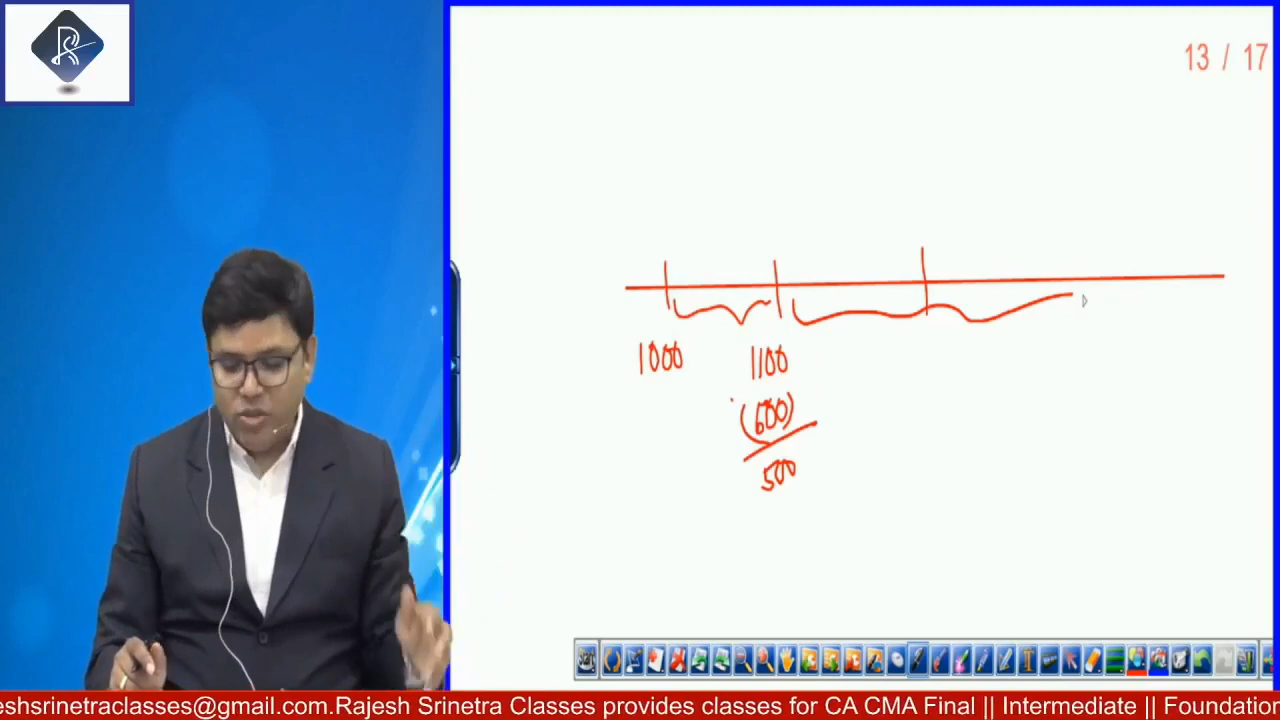 13 / 17
1000 1100
(600)
500
eshsrinetraclasses@gmail.com.Rajesh Srinetra Classes provides classes for CA CMA Final || Intermediate || Foundation